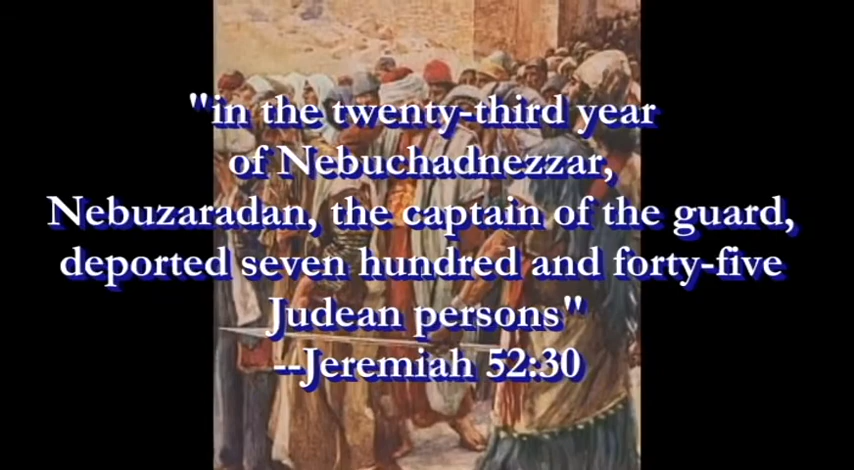 "in the twenty-third year
of Nebuchadnezzar,
Nebuzaradan, the captain of the guard,
deported seven hundred and forty-five
Judean persons"
--Jeremiah 52:30